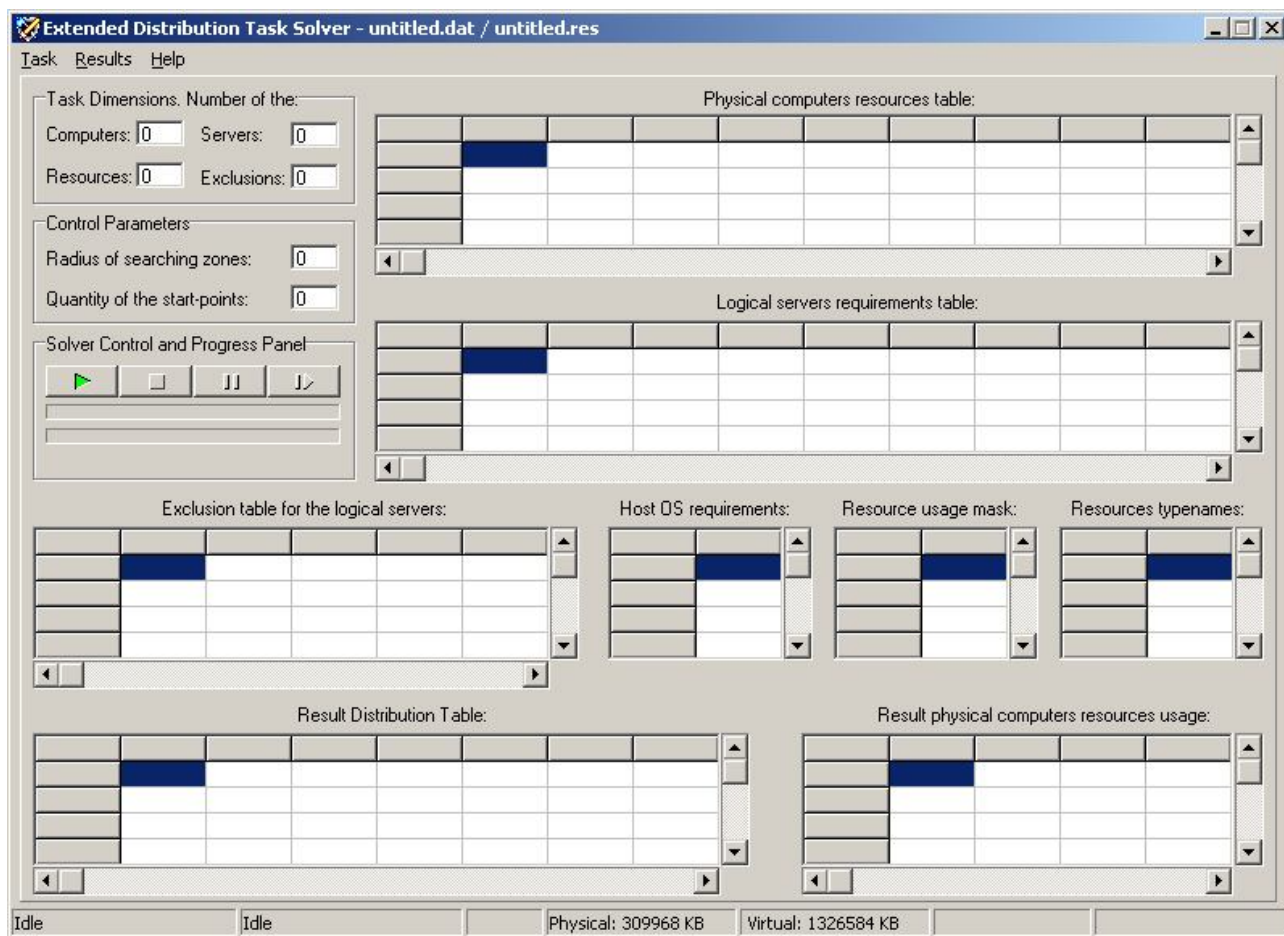 Extended Distribution Task Solver - untitled.dat / untitled.res
Task Results Help
Task Dimensions. Number of the:
Computers: 0 Servers: 0
Resources: 0 Exclusions: 0
Physical computers resources table:
Control Parameters
Radius of searching zones: 0
Quantity of the start-points: 0
Logical servers requirements table:
Solver Control and Progress Panel
Exclusion table for the logical servers:
Host OS requirements:
Resource usage mask:
Resources typenames:
Result Distribution Table:
Result physical computers resources usage:
Idle Idle Physical: 309968 KB Virtual: 1326584 KB